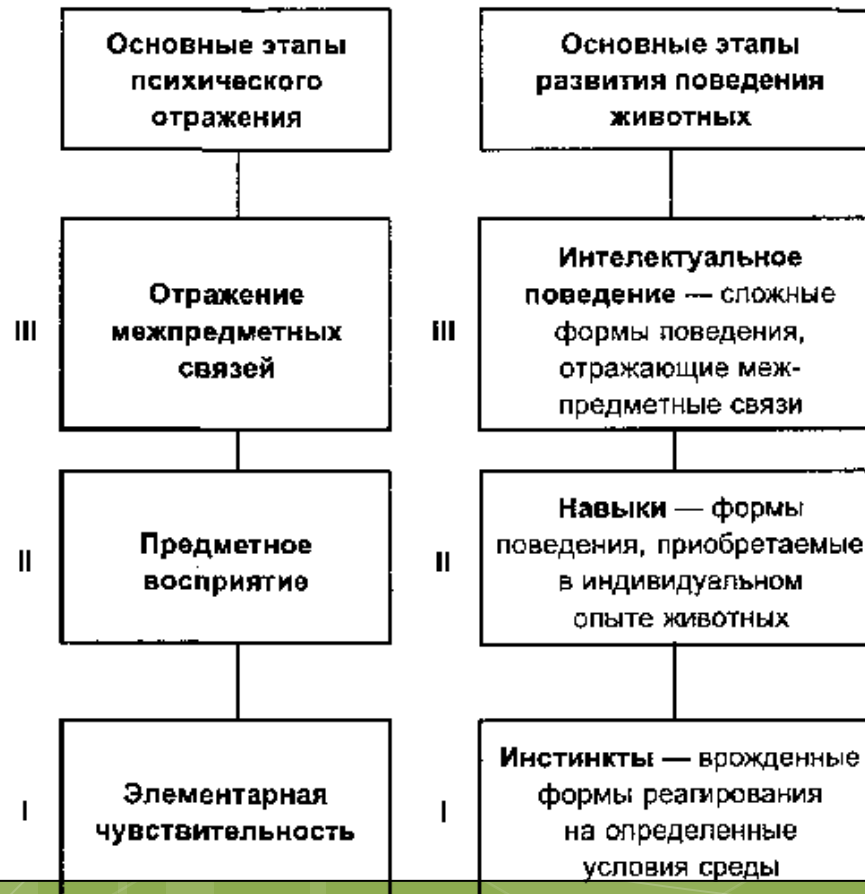 Основные этапы
психического
отражения
Основные этапы
развития поведения
животных
III
Отражение
межпредметных
связей
III
Интелектуальное
поведение — сложные
формы поведения,
отражающие меж-
предметные связи
II
Предметное
восприятие
II
Навыки — формы
поведения, приобретаемые
в индивидуальном
опыте животных
I
Элементарная
чувствительность
I
Инстинкты — врожденные
формы реагирования
на определенные
условия среды